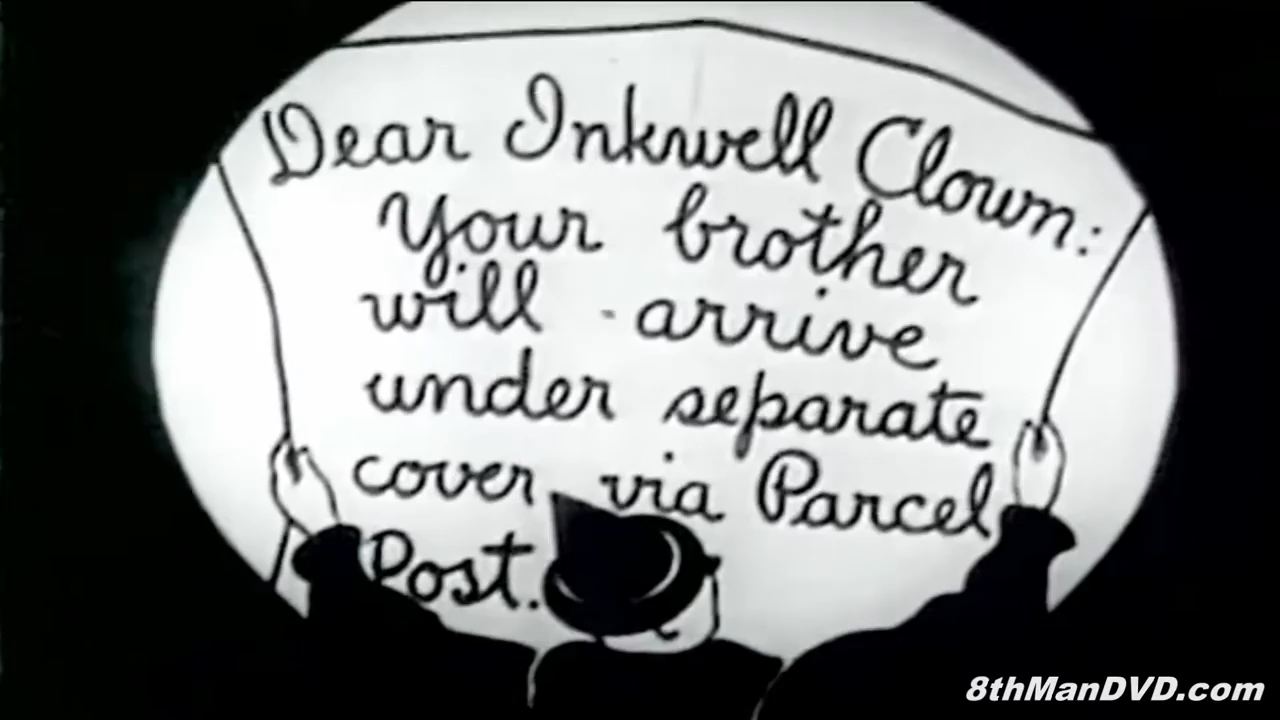 Dear Inkwell Clown:
Your brother
will - arrive
under separate
cover via Parcel
Post.
8thManDVD.com